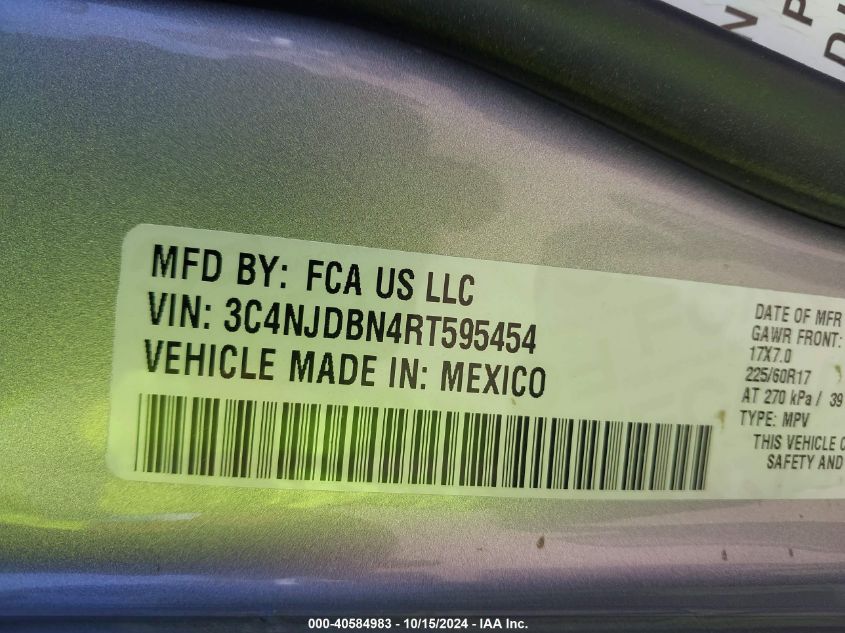 MFD BY: FCA US LLC
VIN: 3C4NJDBN4RT595454
VEHICLE MADE IN: MEXICO
DATE OF MFR
GAWR FRONT:
17X7.0
225/60R17
AT 270 kPa / 39
TYPE: MPV
THIS VEHICLE
SAFETY AND
000-40584983 - 10/15/2024 - IAA Inc.